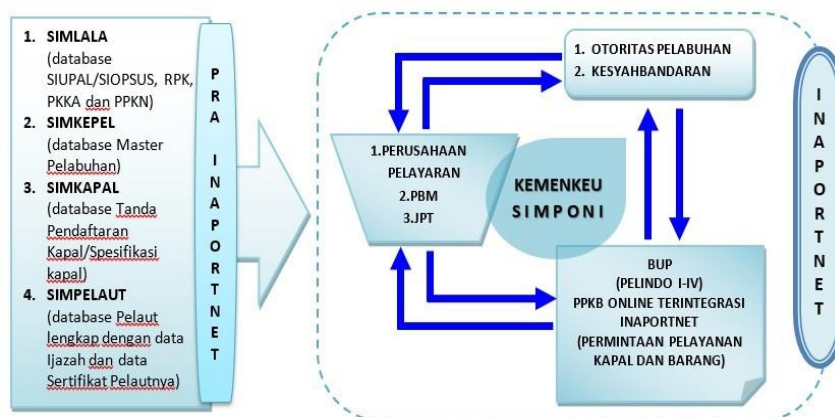 1. SIMLALA
(database
SIUPAL/SIOPSUS, RPK,
PKKA dan PPKN)
2. SIMKEPEL
(database Master
Pelabuhan)
3. SIMKAPAL
(database Tanda
Pendaftaran
Kapal/Spesifikasi
kapal)
4. SIMPELAUT
(database Pelaut
lengkap dengan data
Ijazah dan data
Sertifikat Pelautnya)
PRA INAPORTNET
1. OTORITAS PELABUHAN
2. KESYAHBANDARAN
1.PERUSAHAAN
PELAYARAN
2.PBM
3.JPT
KEMENKEU
SIMPONI
BUP
(PELINDO I-IV)
PPKB ONLINE TERINTEGRASI
INAPORTNET
(PERMINTAAN PELAYANAN
KAPAL DAN BARANG)
INAPORTNET